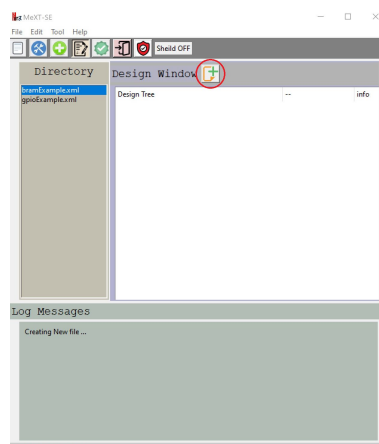 MeXT-SE
File Edit Tool Help
Sheild OFF
Directory
Design Window
bramExample.xml
gpioExample.xml
Design Tree -- info
Log Messages
Creating New file ...